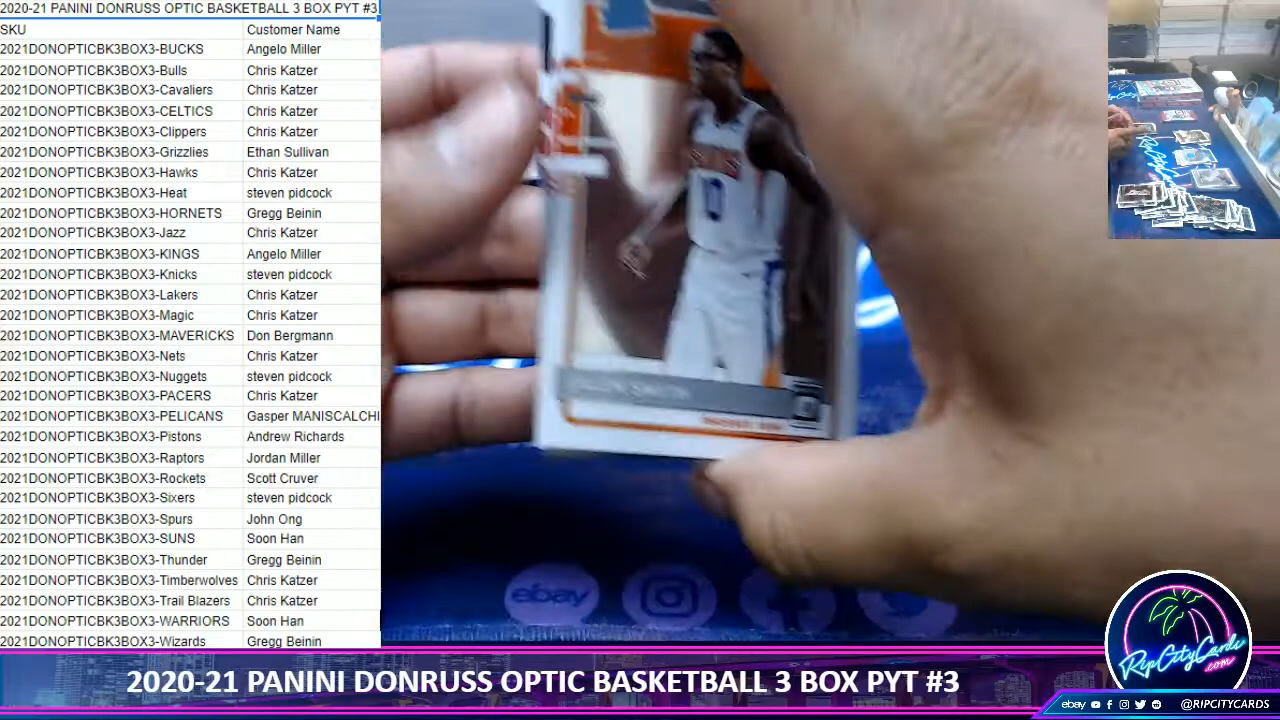 2020-21 PANINI DONRUSS OPTIC BASKETBALL 3 BOX PYT #3
SKU Customer Name
2021DONOPTICBK3BOX3-BUCKS Angelo Miller
2021DONOPTICBK3BOX3-Bulls Chris Katzer
2021DONOPTICBK3BOX3-Cavaliers Chris Katzer
2021DONOPTICBK3BOX3-CELTICS Chris Katzer
2021DONOPTICBK3BOX3-Clippers Chris Katzer
2021DONOPTICBK3BOX3-Grizzlies Ethan Sullivan
2021DONOPTICBK3BOX3-Hawks Chris Katzer
2021DONOPTICBK3BOX3-Heat steven pidcock
2021DONOPTICBK3BOX3-HORNETS Gregg Beinin
2021DONOPTICBK3BOX3-Jazz Chris Katzer
2021DONOPTICBK3BOX3-KINGS Angelo Miller
2021DONOPTICBK3BOX3-Knicks steven pidcock
2021DONOPTICBK3BOX3-Lakers Chris Katzer
2021DONOPTICBK3BOX3-Magic Chris Katzer
2021DONOPTICBK3BOX3-MAVERICKS Don Bergmann
2021DONOPTICBK3BOX3-Nets Chris Katzer
2021DONOPTICBK3BOX3-Nuggets steven pidcock
2021DONOPTICBK3BOX3-PACERS Chris Katzer
2021DONOPTICBK3BOX3-PELICANS Gasper MANISCALCHI
2021DONOPTICBK3BOX3-Pistons Andrew Richards
2021DONOPTICBK3BOX3-Raptors Jordan Miller
2021DONOPTICBK3BOX3-Rockets Scott Cruver
2021DONOPTICBK3BOX3-Sixers steven pidcock
2021DONOPTICBK3BOX3-Spurs John Ong
2021DONOPTICBK3BOX3-SUNS Soon Han
2021DONOPTICBK3BOX3-Thunder Gregg Beinin
2021DONOPTICBK3BOX3-Timberwolves Chris Katzer
2021DONOPTICBK3BOX3-Trail Blazers Chris Katzer
2021DONOPTICBK3BOX3-WARRIORS Soon Han
2021DONOPTICBK3BOX3-Wizards Gregg Beinin
10
ebay
RipCityCards
.com
2020-21 PANINI DONRUSS OPTIC BASKETBALL 3 BOX PYT #3
ebay @RIPCITYCARDS